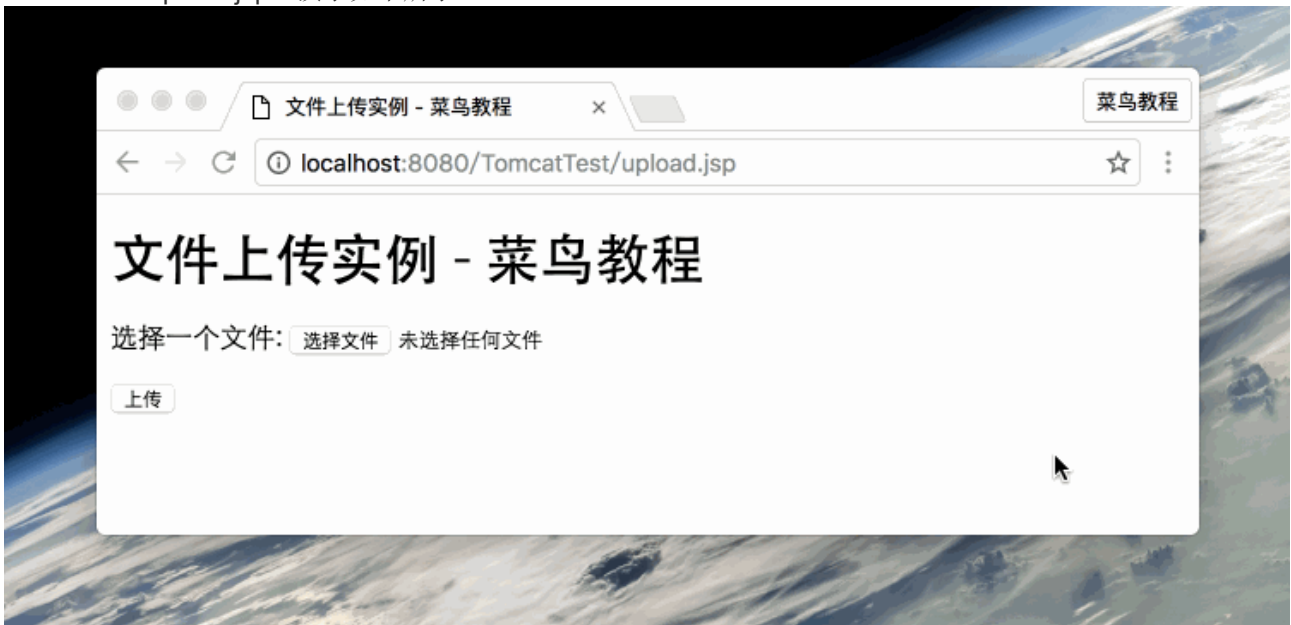 文件上传实例 - 菜鸟教程
菜鸟教程
localhost:8080/TomcatTest/upload.jsp
文件上传实例 - 菜鸟教程
选择一个文件: 选择文件 未选择任何文件
上传